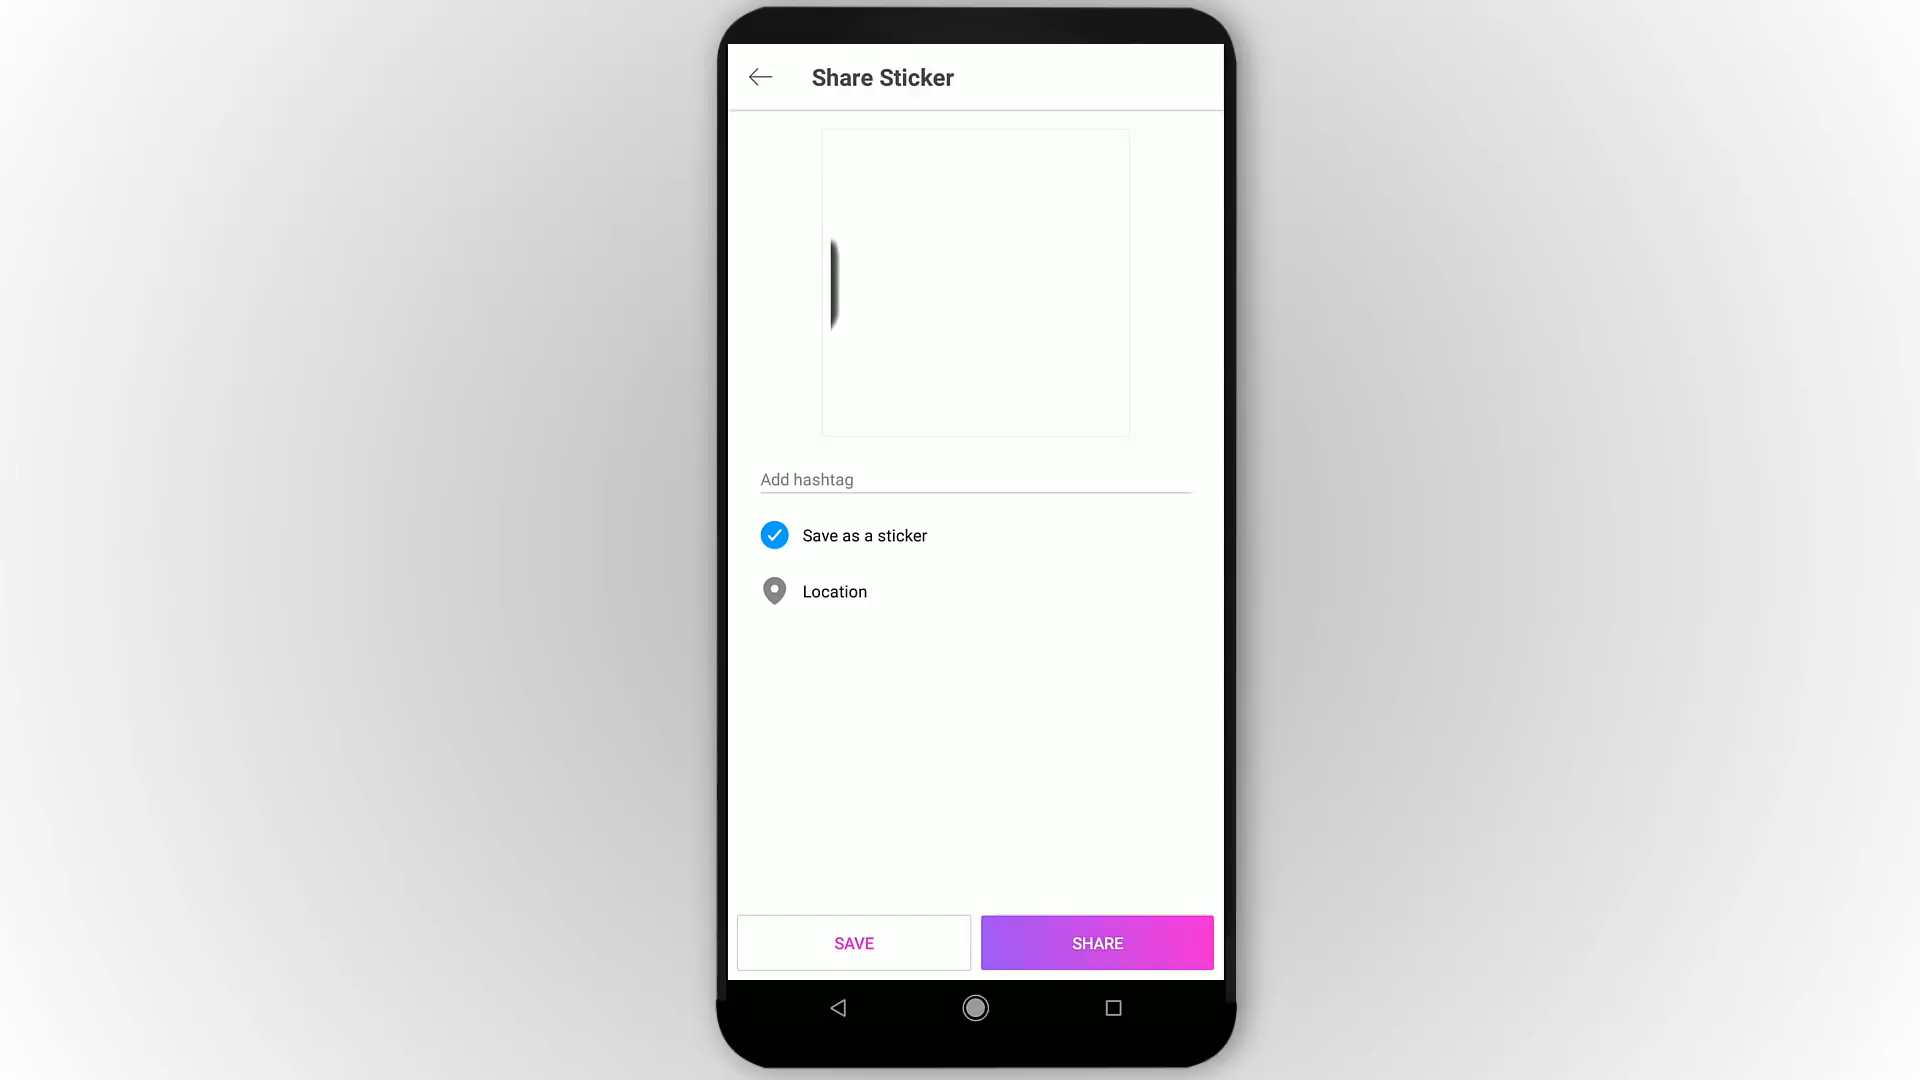 Share Sticker
Add hashtag
Save as a sticker
Location
SAVE
SHARE